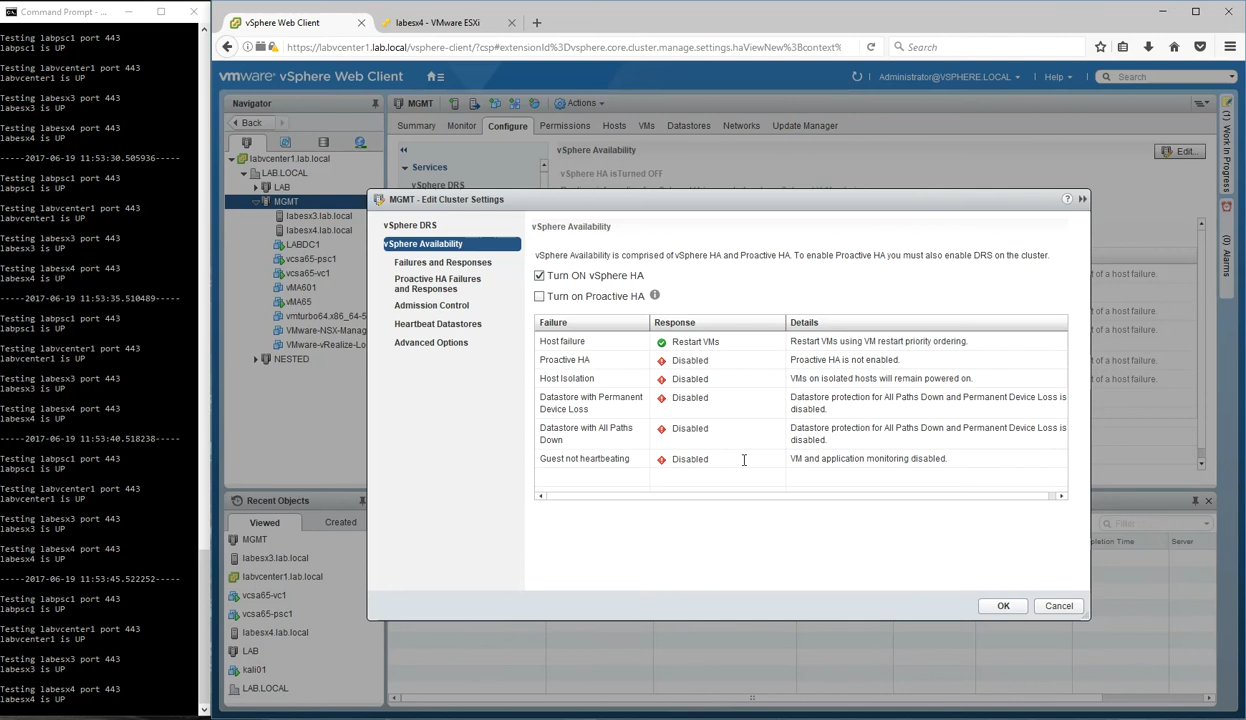 Command Prompt - ...
Testing labpsc1 port 443
labpsc1 is UP
Testing labvcenter1 port 443
labvcenter1 is UP
Testing labesx3 port 443
labesx3 is UP
Testing labesx4 port 443
labesx4 is UP
-----2017-06-19 11:53:30.505936-----
Testing labpsc1 port 443
labpsc1 is UP
Testing labvcenter1 port 443
labvcenter1 is UP
Testing labesx3 port 443
labesx3 is UP
Testing labesx4 port 443
labesx4 is UP
-----2017-06-19 11:53:35.510489-----
Testing labpsc1 port 443
labpsc1 is UP
Testing labvcenter1 port 443
labvcenter1 is UP
Testing labesx3 port 443
labesx3 is UP
Testing labesx4 port 443
labesx4 is UP
-----2017-06-19 11:53:40.518238-----
Testing labpsc1 port 443
labpsc1 is UP
Testing labvcenter1 port 443
labvcenter1 is UP
Testing labesx3 port 443
labesx3 is UP
Testing labesx4 port 443
labesx4 is UP
-----2017-06-19 11:53:45.522252-----
Testing labpsc1 port 443
labpsc1 is UP
Testing labvcenter1 port 443
labvcenter1 is UP
Testing labesx3 port 443
labesx3 is UP
Testing labesx4 port 443
labesx4 is UP
vSphere Web Client
labesx4 - VMware ESXi
https://labvcenter1.lab.local/vsphere-client/?csp#extensionId%3Dvsphere.core.cluster.manage.settings.haViewNew%3Bcontext%
Search
vmware vSphere Web Client
Administrator@VSPHERE.LOCAL
Help
Search
Navigator
Back
labvcenter1.lab.local
LAB.LOCAL
LAB
MGMT
labesx3.lab.local
labesx4.lab.local
LABDC1
vcsa65-psc1
vcsa65-vc1
vMA601
vMA65
vmturbo64.x86_64-5
VMware-NSX-Manag
VMware-vRealize-Lo
NESTED
MGMT
Actions
Summary Monitor Configure Permissions Hosts VMs Datastores Networks Update Manager
Services
vSphere DRS
vSphere Availability
vSphere HA isTurned OFF
Edit...
of a host failure.
of a host failure.
of a host failure.
of a host failure.
(1) Work In Progress
(0) Alarms
MGMT - Edit Cluster Settings
vSphere DRS
vSphere Availability
Failures and Responses
Proactive HA Failures
and Responses
Admission Control
Heartbeat Datastores
Advanced Options
vSphere Availability
vSphere Availability is comprised of vSphere HA and Proactive HA. To enable Proactive HA you must also enable DRS on the cluster.
Turn ON vSphere HA
Turn on Proactive HA
Failure Response Details
Host failure Restart VMs Restart VMs using VM restart priority ordering.
Proactive HA Disabled Proactive HA is not enabled.
Host Isolation Disabled VMs on isolated hosts will remain powered on.
Datastore with Permanent
Device Loss
Disabled
Datastore protection for All Paths Down and Permanent Device Loss is
disabled.
Datastore with All Paths
Down
Disabled
Datastore protection for All Paths Down and Permanent Device Loss is
disabled.
Guest not heartbeating Disabled VM and application monitoring disabled.
OK Cancel
Recent Objects
Viewed Created
MGMT
labesx3.lab.local
labvcenter1.lab.local
vcsa65-vc1
vcsa65-psc1
labesx4.lab.local
LAB
kali01
LAB.LOCAL
Filter
pletion Time Server